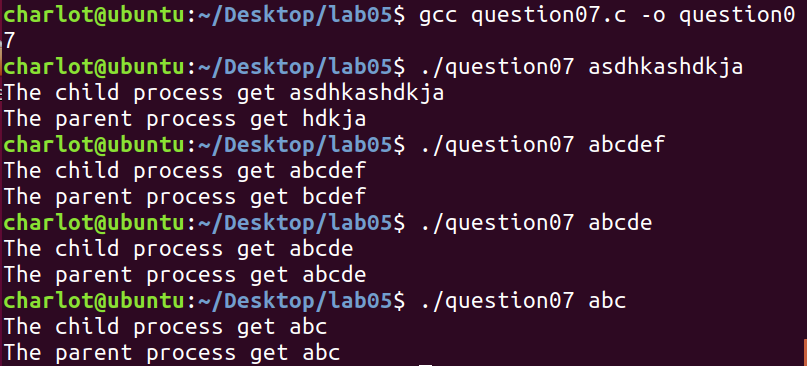 charlot@ubuntu:~/Desktop/lab05$ gcc question07.c -o question0
7
charlot@ubuntu:~/Desktop/lab05$ ./question07 asdhkashdkja
The child process get asdhkashdkja
The parent process get hdkja
charlot@ubuntu:~/Desktop/lab05$ ./question07 abcdef
The child process get abcdef
The parent process get bcdef
charlot@ubuntu:~/Desktop/lab05$ ./question07 abcde
The child process get abcde
The parent process get abcde
charlot@ubuntu:~/Desktop/lab05$ ./question07 abc
The child process get abc
The parent process get abc